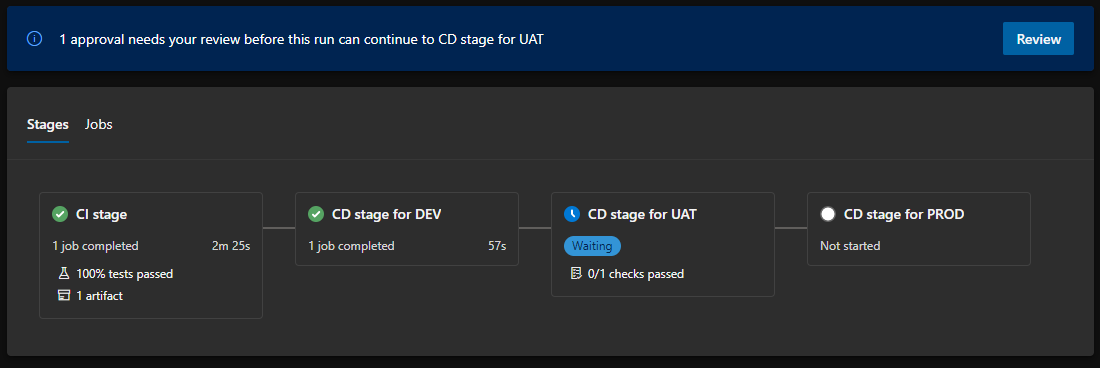 1 approval needs your review before this run can continue to CD stage for UAT
Review
Stages
Jobs
CI stage
1 job completed
2m 25s
100% tests passed
1 artifact
CD stage for DEV
1 job completed
57s
CD stage for UAT
Waiting
0/1 checks passed
CD stage for PROD
Not started